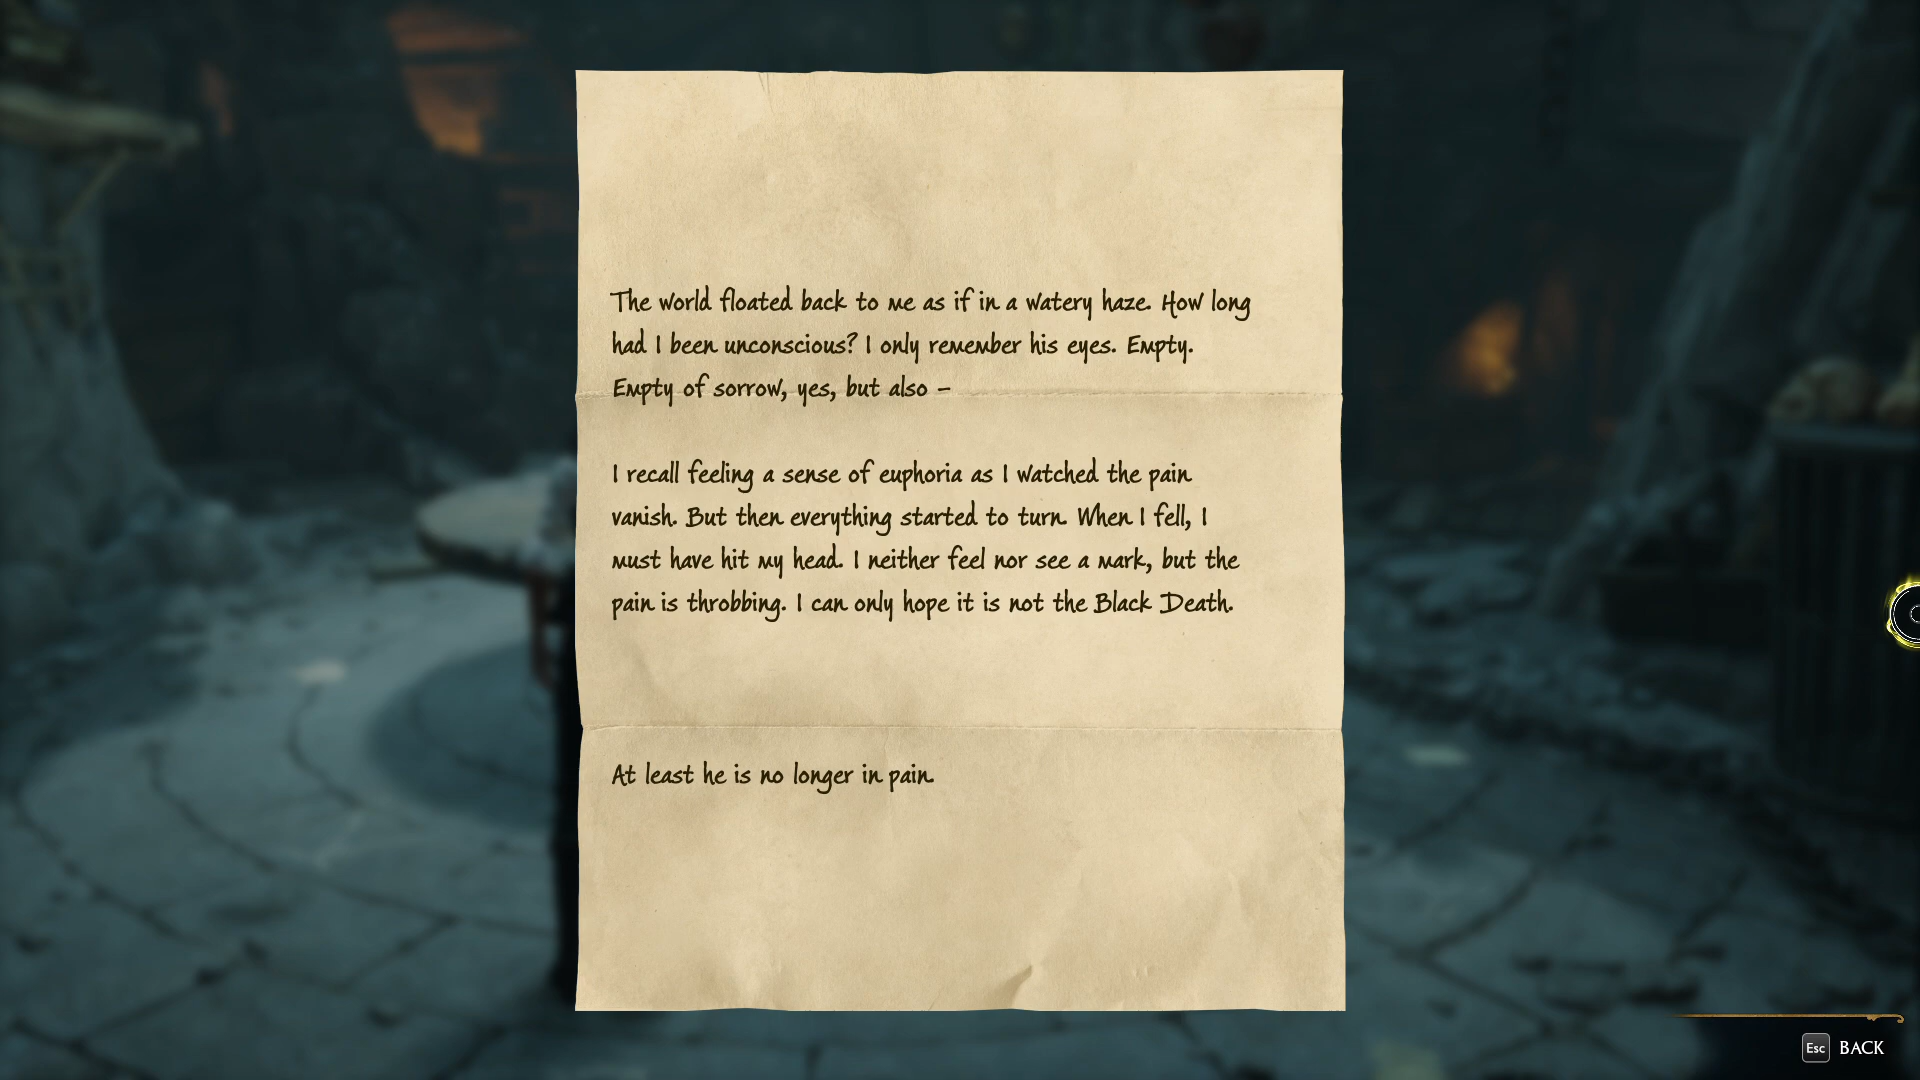 The world floated back to me as if in a watery haze. How long
had I been unconscious? I only remember his eyes. Empty.
Empty of sorrow, yes, but also –
I recall feeling a sense of euphoria as I watched the pain
vanish. But then everything started to turn. When I fell, I
must have hit my head. I neither feel nor see a mark, but the
pain is throbbing. I can only hope it is not the Black Death.
At least he is no longer in pain.
Esc BACK